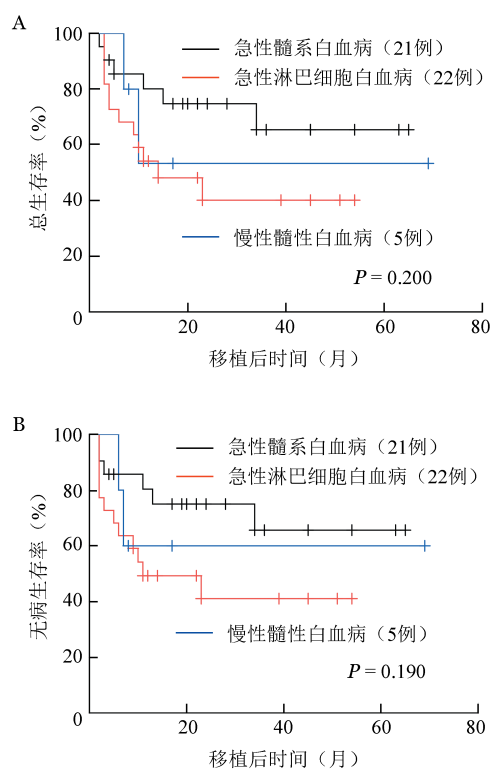 A
100
急性髓系白血病（21例）
急性淋巴细胞白血病（22例）
80
60
40
20
0
总生存率（%）
慢性髓性白血病（5例）
P = 0.200
20 40 60 80
移植后时间（月）
B
100
急性髓系白血病（21例）
急性淋巴细胞白血病（22例）
80
60
40
20
0
无病生存率（%）
慢性髓性白血病（5例）
P = 0.190
20 40 60 80
移植后时间（月）